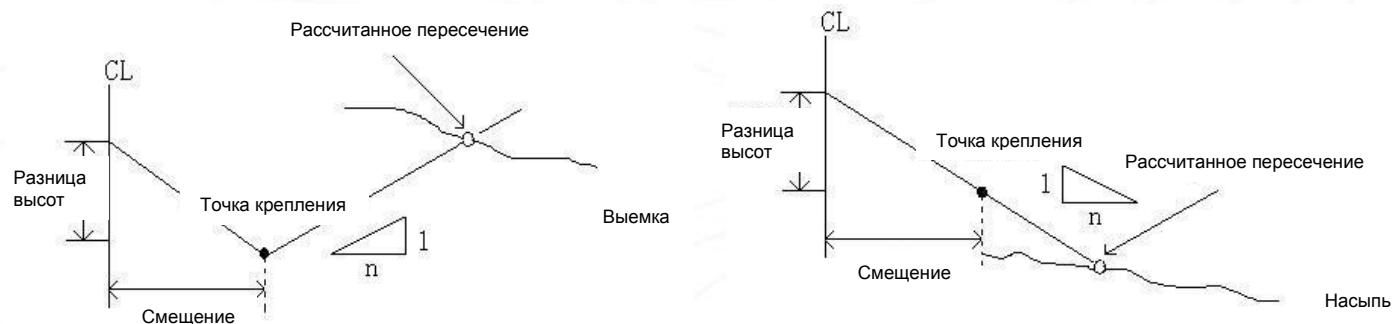 Рассчитанное пересечение
CL
Разница
высот
Точка крепления
1
n
Выемка
Смещение
CL
Разница
высот
Точка крепления
Рассчитанное пересечение
1
n
Смещение
Насыпь